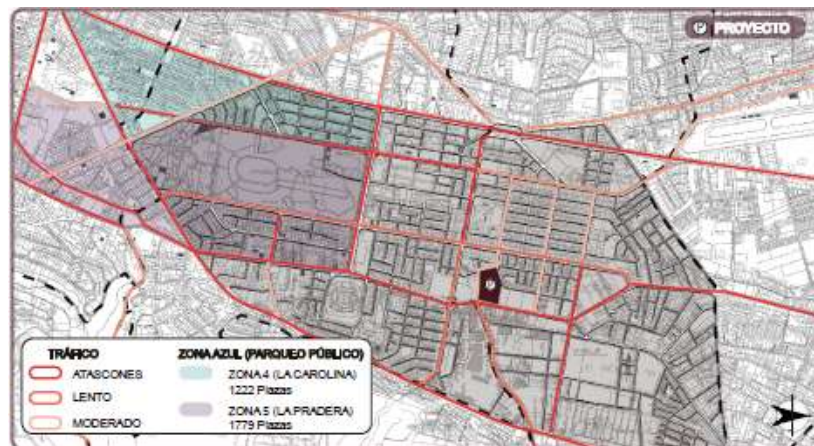 P PROYECTO
P
TRÁFICO
ATASCONES
LENTO
MODERADO
ZONA AZUL (PARQUEO PÚBLICO)
ZONA 4 (LA CAROLINA)
1222 Plazas
ZONA 5 (LA PRADERA)
1779 Plazas